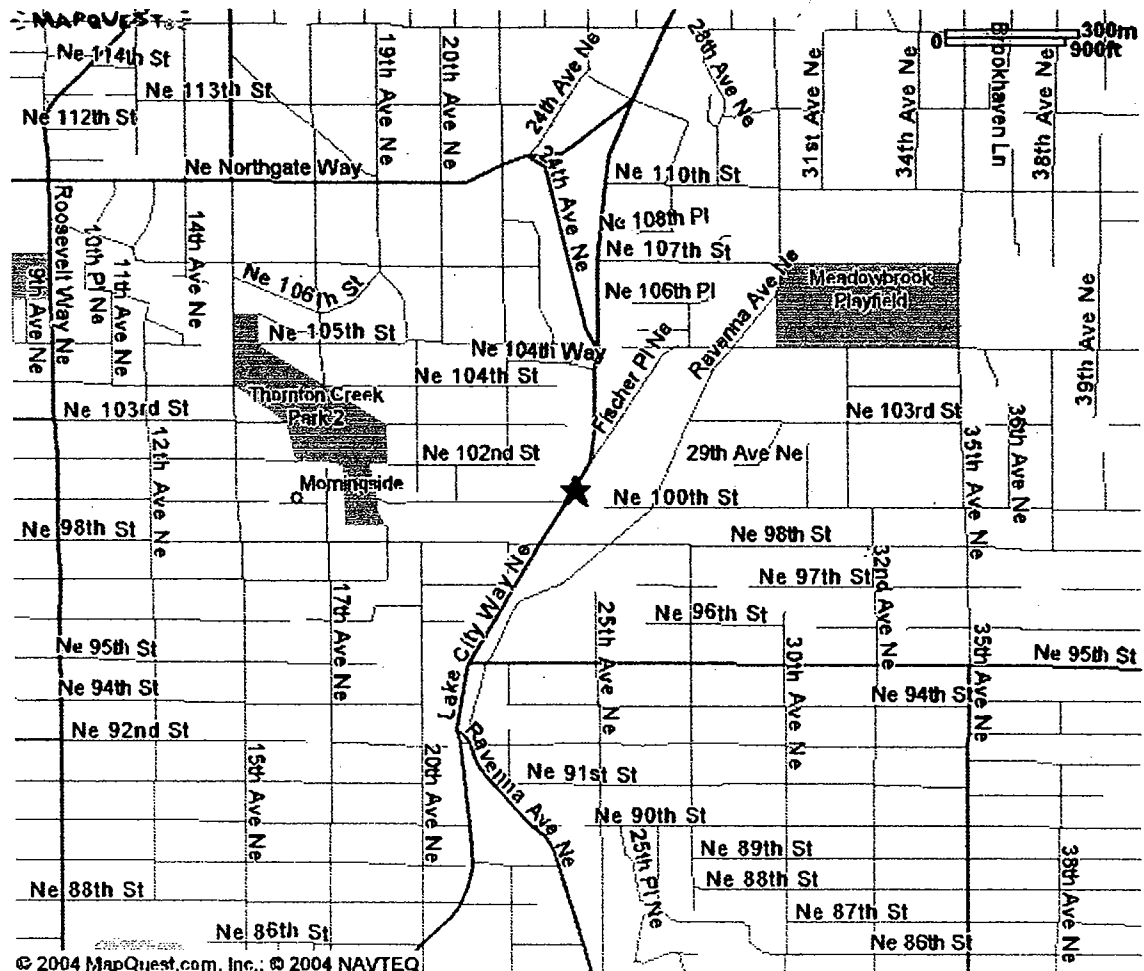 MAPQUEST®
0
300m
900ft
Ne 114th St
Ne 113th St
Ne 112th St
19th Ave Ne
20th Ave Ne
24th Ave Ne
28th Ave Ne
31st Ave Ne
34th Ave Ne
Brookhaven Ln
38th Ave Ne
Ne Northgate Way
24th Ave Ne
Ne 110th St
Roosevelt Way Ne
10th Pl Ne
11th Ave Ne
14th Ave Ne
Ne 108th Pl
Ne 107th St
9th Ave Ne
Ne 106th St
Ne 106th Pl
Ravenna Ave Ne
Meadowbrook
Playfield
39th Ave Ne
Ne 105th St
Ne 104th Way
Fischer Pl Ne
Ne 104th St
Thornton Creek
Park 2
Ne 103rd St
Ne 103rd St
12th Ave Ne
Ne 102nd St
29th Ave Ne
35th Ave Ne
36th Ave Ne
Morningside
Ne 100th St
Ne 98th St
Ne 98th St
Lake City Way Ne
Ne 97th St
32nd Ave Ne
17th Ave Ne
25th Ave Ne
Ne 96th St
30th Ave Ne
35th Ave Ne
Ne 95th St
Ne 95th St
Ne 94th St
Ne 94th St
Ne 92nd St
Ravenna Ave Ne
15th Ave Ne
20th Ave Ne
Ne 91st St
Ne 90th St
25th Pl Ne
Ne 89th St
Ne 88th St
Ne 88th St
38th Ave Ne
Ne 87th St
Ne 86th St
Ne 86th St
© 2004 MapQuest.com, Inc.; © 2004 NAVTEQ